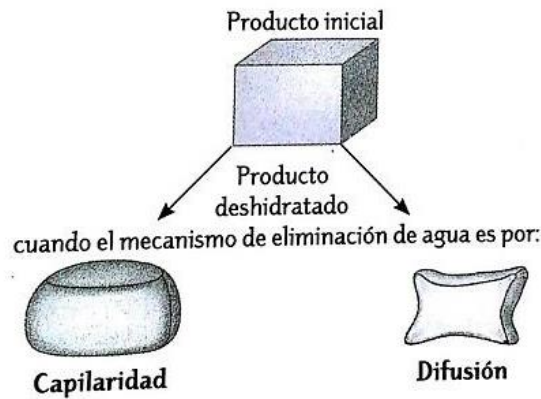 Producto inicial
Producto
deshidratado
cuando el mecanismo de eliminación de agua es por:
Capilaridad
Difusión